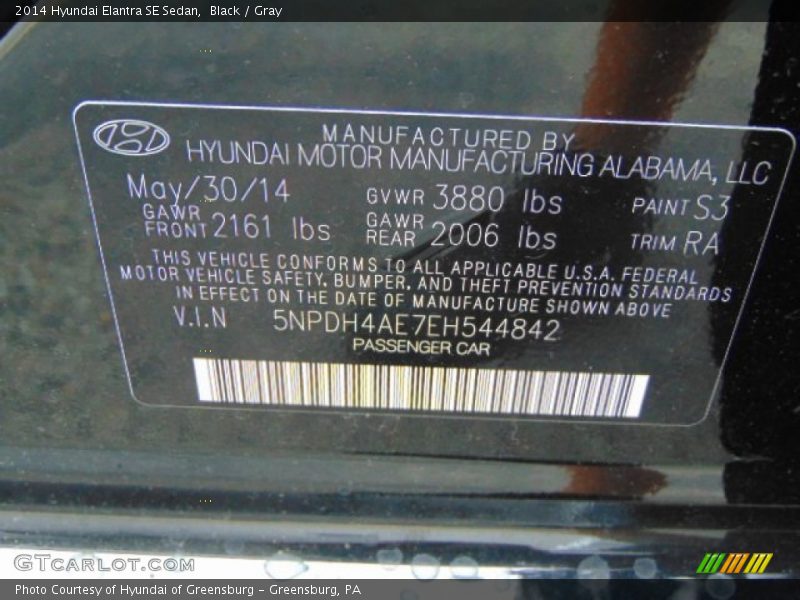 2014 Hyundai Elantra SE Sedan,  Black / Gray
MANUFACTURED BY
HYUNDAI MOTOR MANUFACTURING ALABAMA, LLC
May/30/14 GVWR 3880 lbs PAINT S3
GAWR FRONT 2161 lbs GAWR REAR 2006 lbs TRIM RA
THIS VEHICLE CONFORMS TO ALL APPLICABLE U.S.A. FEDERAL
MOTOR VEHICLE SAFETY, BUMPER, AND THEFT PREVENTION STANDARDS
IN EFFECT ON THE DATE OF MANUFACTURE SHOWN ABOVE
V.I.N 5NPDH4AE7EH544842
PASSENGER CAR
GTCARLOT.COM
Photo Courtesy of Hyundai of Greensburg - Greensburg, PA